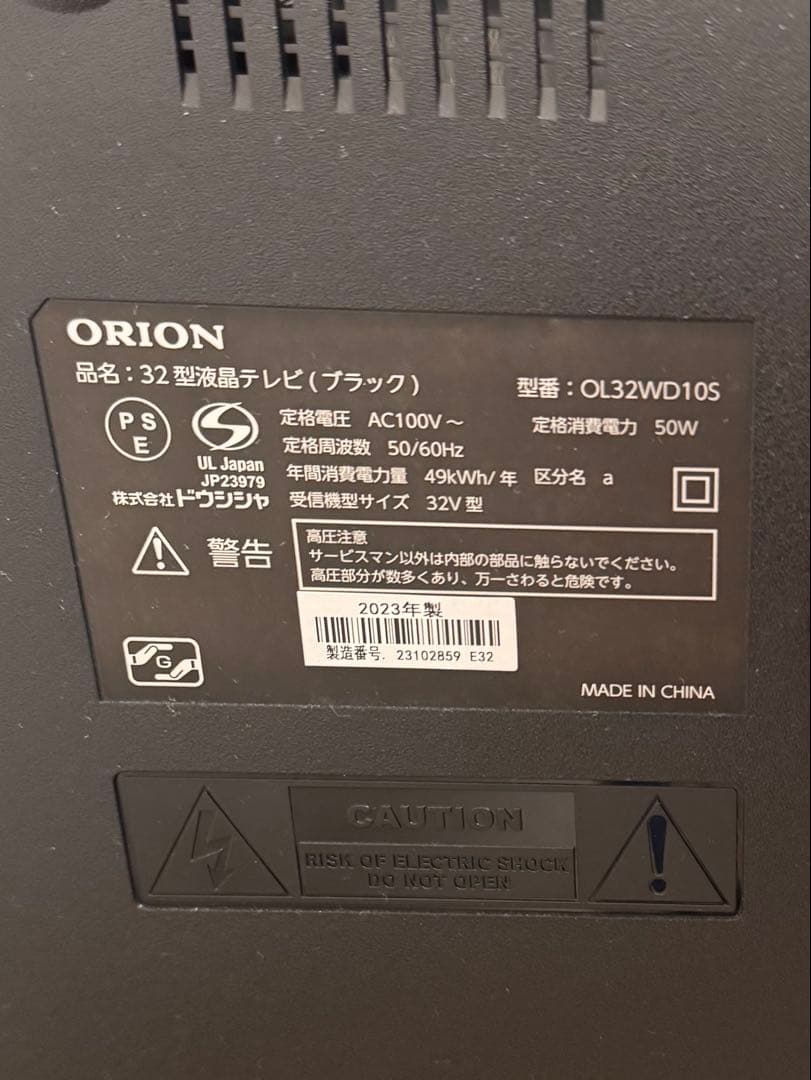 ORION
品名：32型液晶テレビ(ブラック)
型番：OL32WD10S
PS
E
定格電圧 AC100V～
定格消費電力 50W
定格周波数 50/60Hz
UL Japan
JP23979
年間消費電力量 49kWh/年 区分名 a
株式会社ドウシシャ
受信機型サイズ 32V型
警告
高圧注意
サービスマン以外は内部の部品に触らないでください。
高圧部分が数多くあり、万一さわると危険です。
2023年製
製造番号. 23102859 E32
G
MADE IN CHINA
CAUTION
RISK OF ELECTRIC SHOCK
DO NOT OPEN